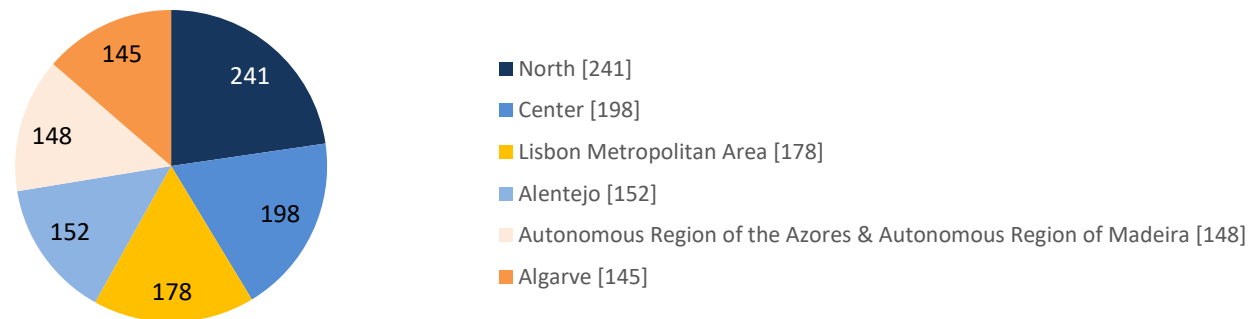 145
241
148
152
198
178
North [241]
Center [198]
Lisbon Metropolitan Area [178]
Alentejo [152]
Autonomous Region of the Azores & Autonomous Region of Madeira [148]
Algarve [145]